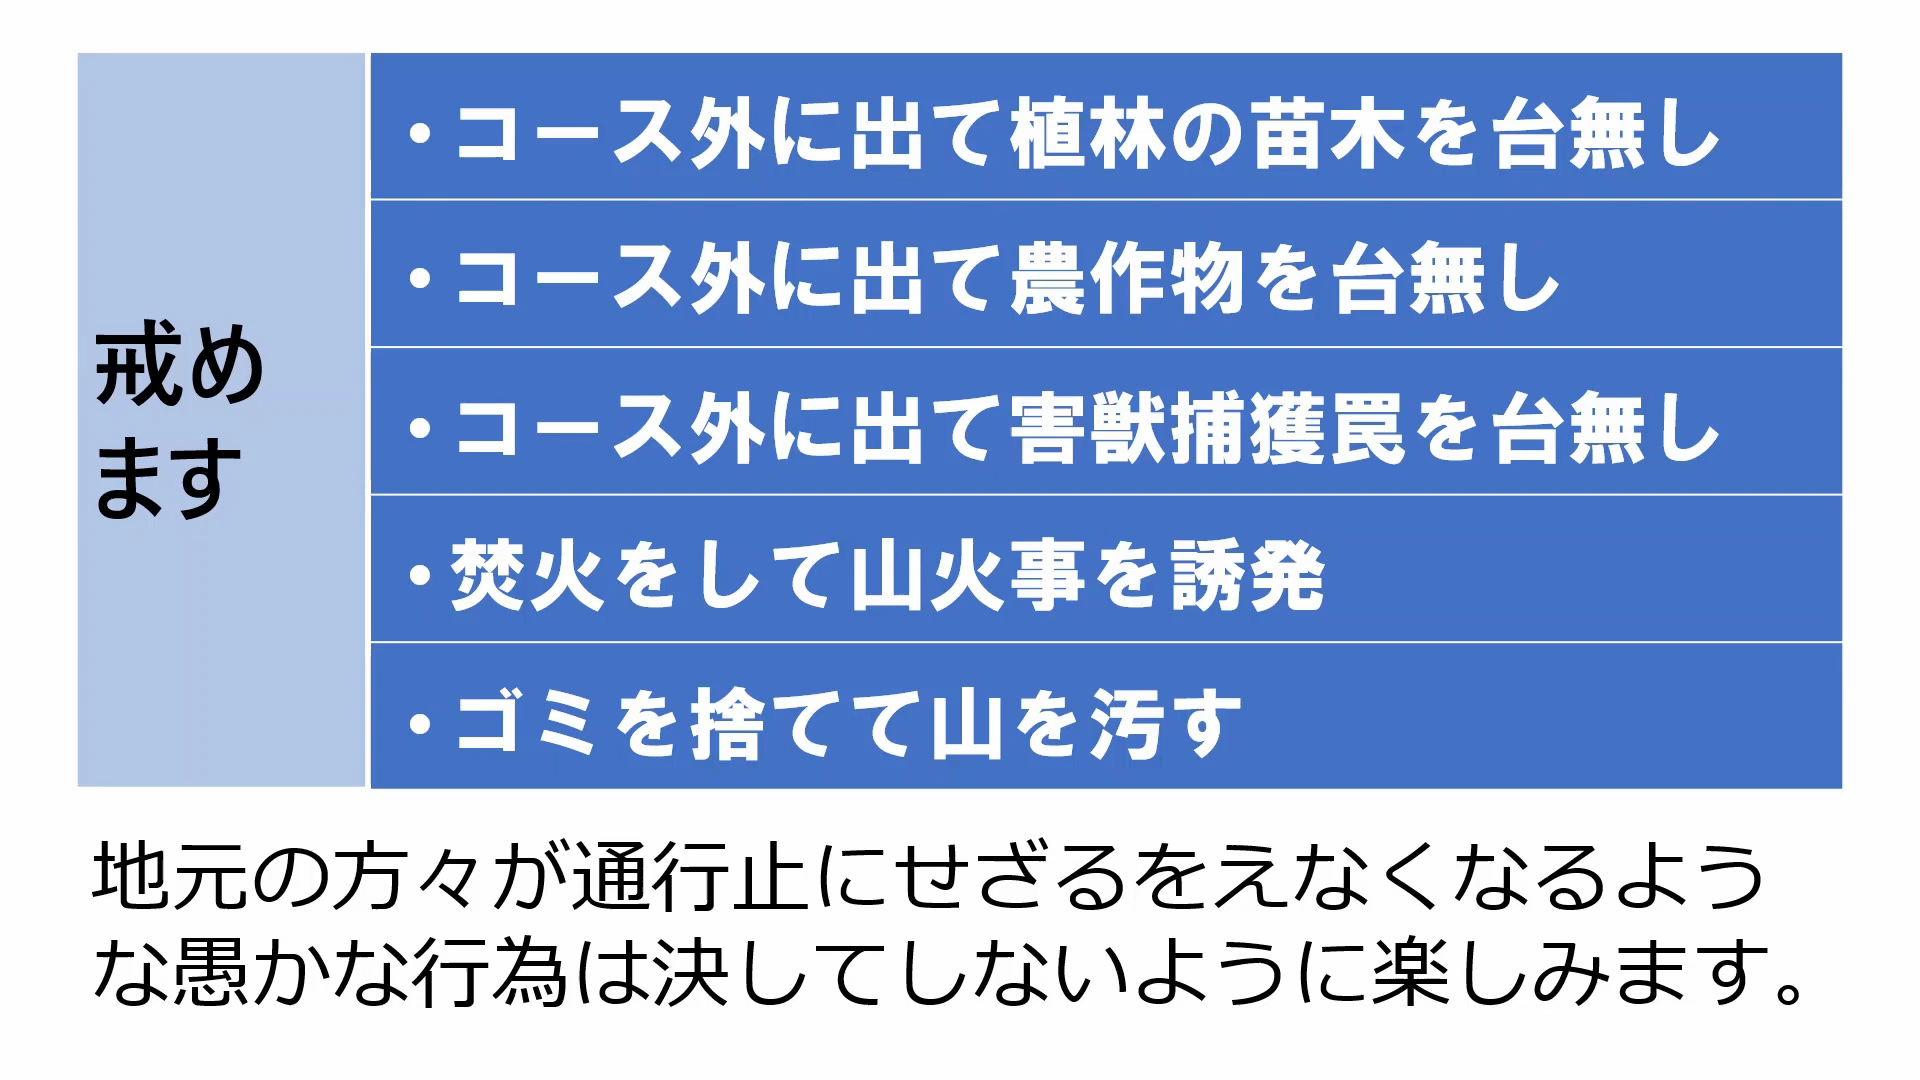 戒め
ます
・コース外に出て植林の苗木を台無し
・コース外に出て農作物を台無し
・コース外に出て害獣捕獲罠を台無し
・焚火をして山火事を誘発
・ゴミを捨てて山を汚す
地元の方々が通行止にせざるをえなくなるよう
な愚かな行為は決してしないように楽しみます。